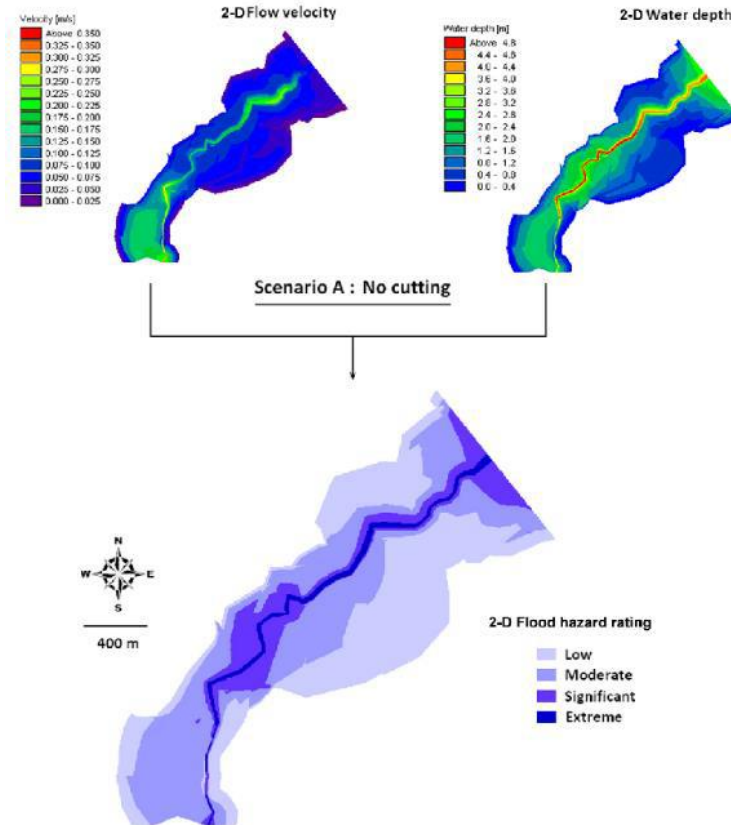 2-D Flow velocity
Velocity [m/s]
Above 0.350
0.325 - 0.350
0.300 - 0.325
0.275 - 0.300
0.250 - 0.275
0.225 - 0.250
0.200 - 0.225
0.175 - 0.200
0.150 - 0.175
0.125 - 0.150
0.100 - 0.125
0.075 - 0.100
0.050 - 0.075
0.025 - 0.050
0.000 - 0.025
2-D Water depth
Water depth [m]
Above 4.8
4.4 - 4.8
4.0 - 4.4
3.6 - 4.0
3.2 - 3.6
2.8 - 3.2
2.4 - 2.8
2.0 - 2.4
1.6 - 2.0
1.2 - 1.6
0.8 - 1.2
0.4 - 0.8
0.0 - 0.4
Scenario A : No cutting
N
W E
S
400 m
2-D Flood hazard rating
Low
Moderate
Significant
Extreme